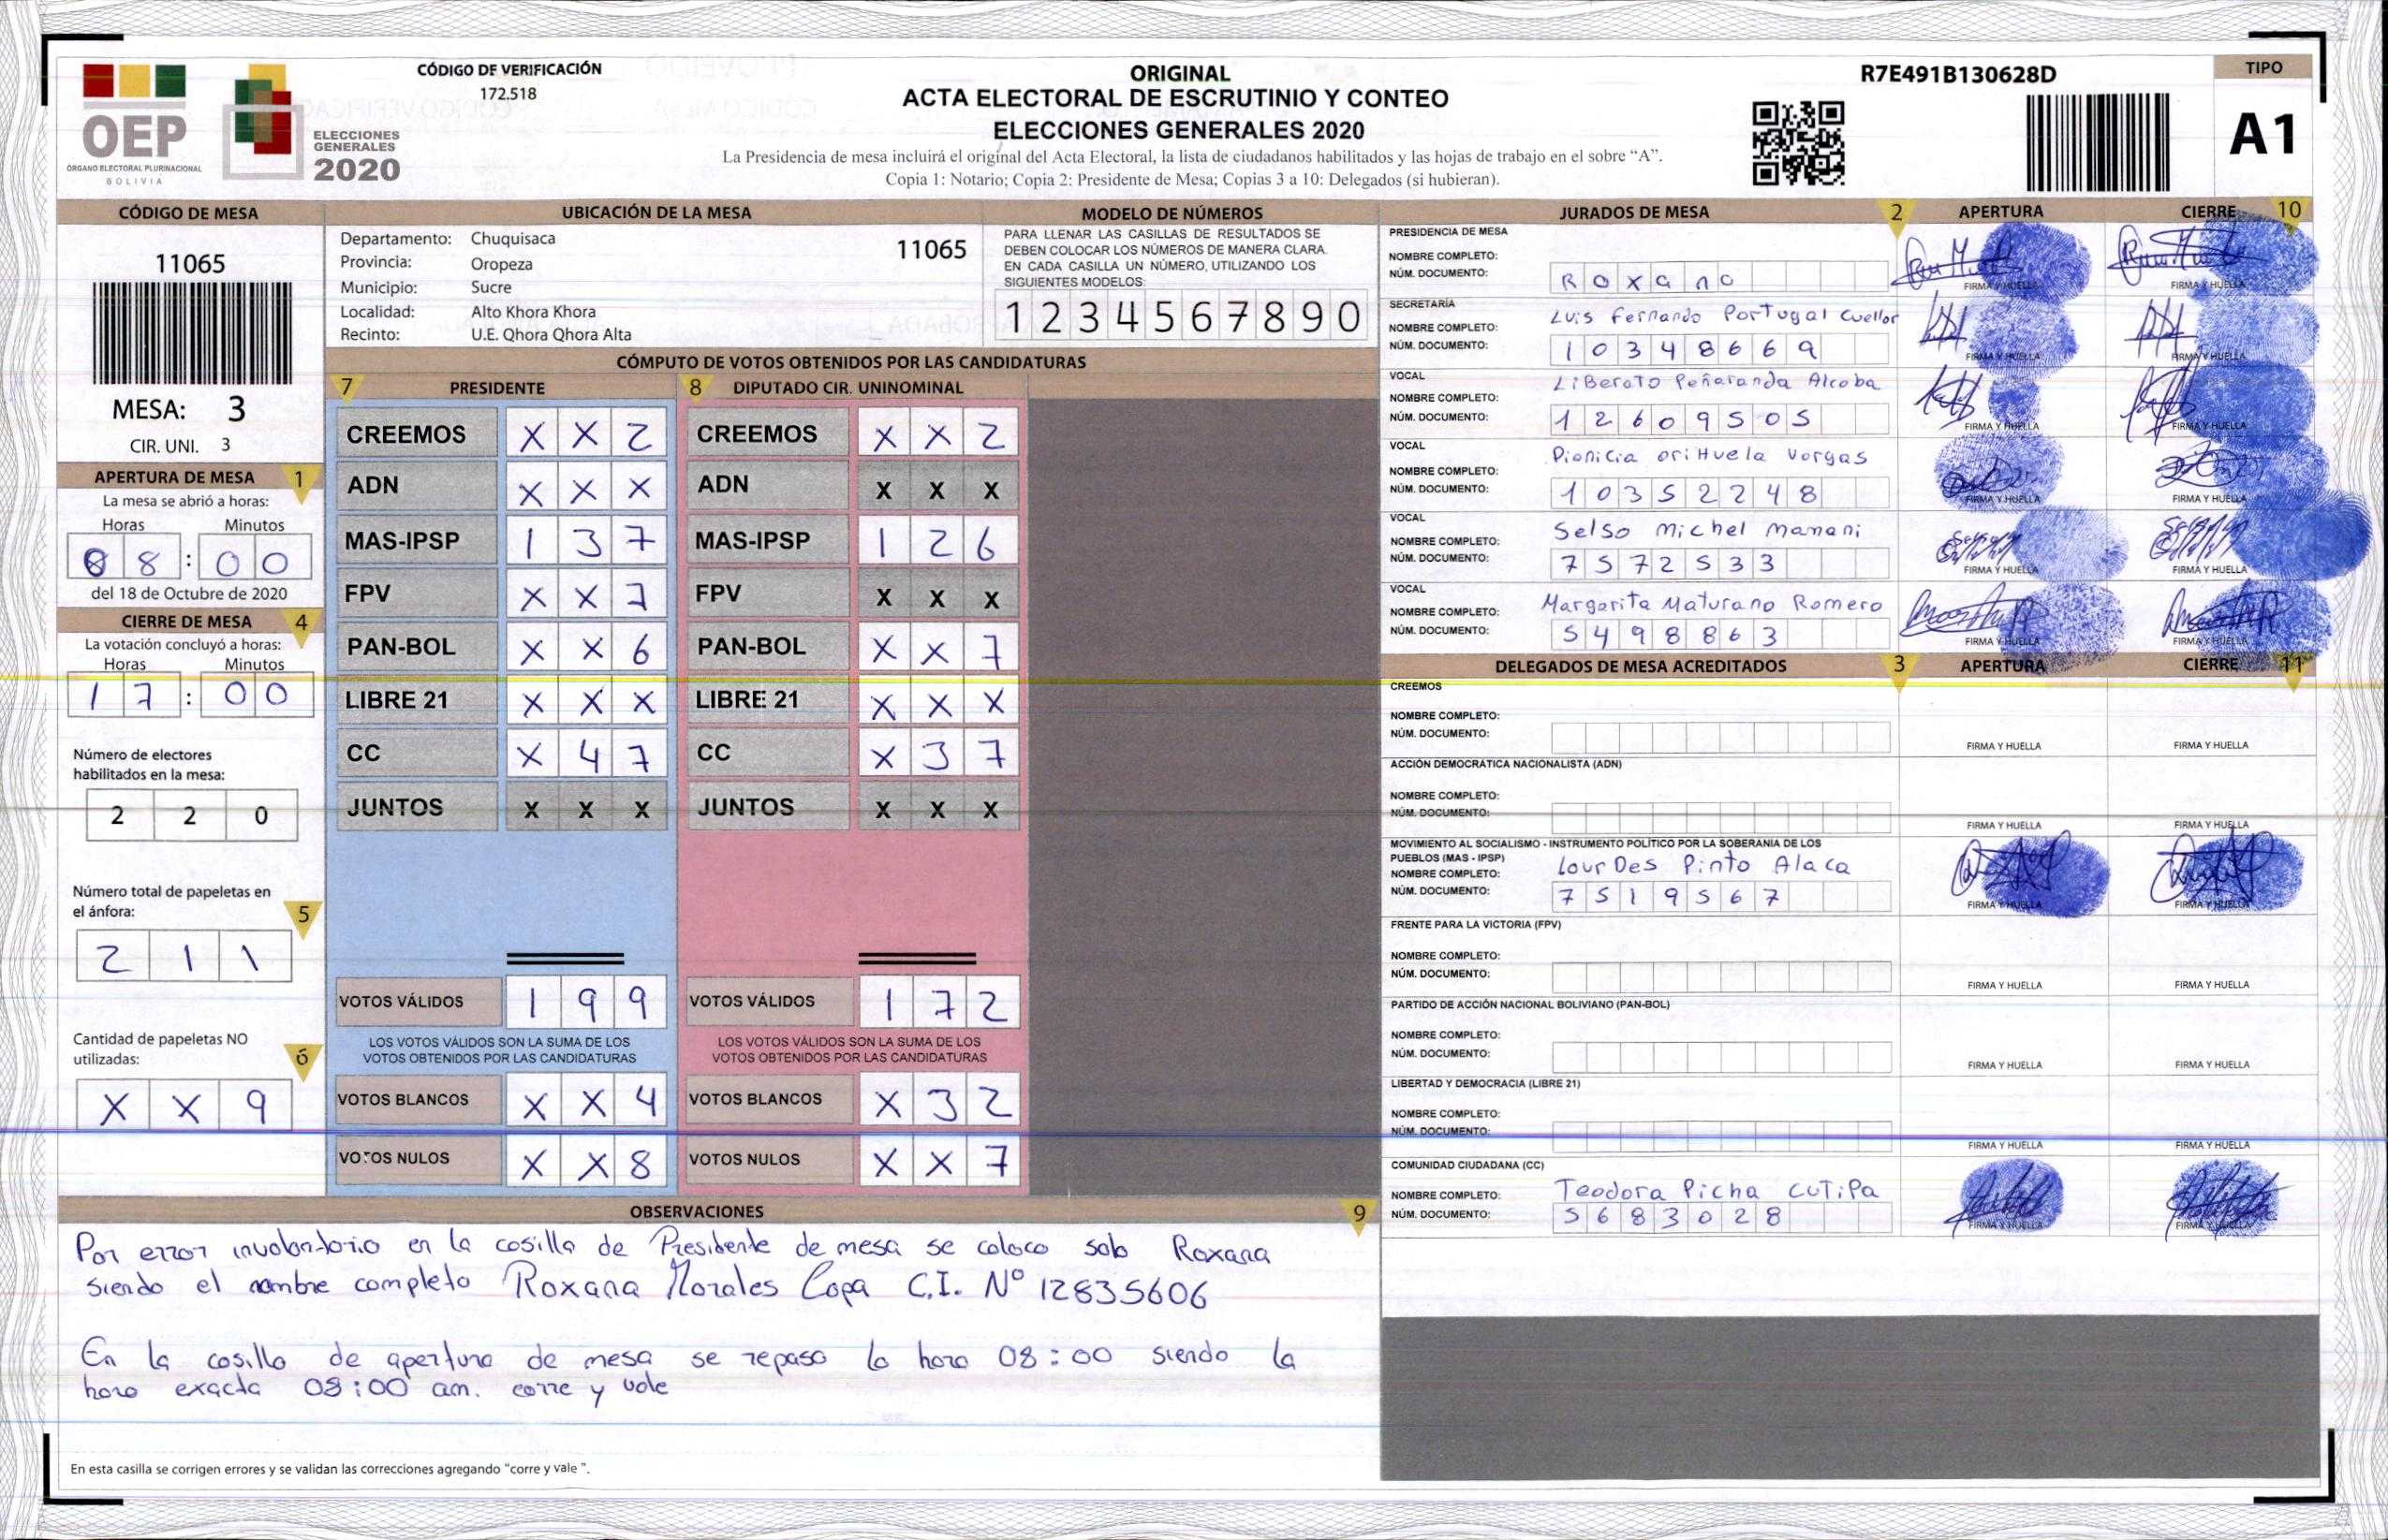 OEP
ÓRGANO ELECTORAL PLURINACIONAL
BOLIVIA
ELECCIONES
GENERALES
2020
CÓDIGO DE VERIFICACIÓN
172.518
ORIGINAL
ACTA ELECTORAL DE ESCRUTINIO Y CONTEO
ELECCIONES GENERALES 2020
La Presidencia de mesa incluirá el original del Acta Electoral, la lista de ciudadanos habilitados y las hojas de trabajo en el sobre “A”.
Copia 1: Notario; Copia 2: Presidente de Mesa; Copias 3 a 10: Delegados (si hubieran).
R7E491B130628D
TIPO
A1
CÓDIGO DE MESA
11065
MESA: 3
CIR. UNI. 3
APERTURA DE MESA 1
La mesa se abrió a horas:
Horas Minutos
0 8 : 0 0
del 18 de Octubre de 2020
CIERRE DE MESA 4
La votación concluyó a horas:
Horas Minutos
1 7 : 0 0
Número de electores
habilitados en la mesa:
2 2 0
Número total de papeletas en
el ánfora: 5
2 1 1
Cantidad de papeletas NO
utilizadas: 6
X X 9
UBICACIÓN DE LA MESA
Departamento: Chuquisaca 11065
Provincia: Oropeza
Municipio: Sucre
Localidad: Alto Khora Khora
Recinto: U.E. Qhora Qhora Alta
MODELO DE NÚMEROS
PARA LLENAR LAS CASILLAS DE RESULTADOS SE
DEBEN COLOCAR LOS NÚMEROS DE MANERA CLARA.
EN CADA CASILLA UN NÚMERO, UTILIZANDO LOS
SIGUIENTES MODELOS:
1 2 3 4 5 6 7 8 9 0
CÓMPUTO DE VOTOS OBTENIDOS POR LAS CANDIDATURAS
7 PRESIDENTE 8 DIPUTADO CIR. UNINOMINAL
CREEMOS X X 2 CREEMOS X X 2
ADN X X X ADN X X X
MAS-IPSP 1 3 7 MAS-IPSP 1 2 6
FPV X X 7 FPV X X X
PAN-BOL X X 6 PAN-BOL X X 7
LIBRE 21 X X X LIBRE 21 X X X
CC X 4 7 CC X 3 7
JUNTOS X X X JUNTOS X X X
VOTOS VÁLIDOS 1 9 9 VOTOS VÁLIDOS 1 7 2
LOS VOTOS VÁLIDOS SON LA SUMA DE LOS LOS VOTOS VÁLIDOS SON LA SUMA DE LOS
VOTOS OBTENIDOS POR LAS CANDIDATURAS VOTOS OBTENIDOS POR LAS CANDIDATURAS
VOTOS BLANCOS X X 4 VOTOS BLANCOS X 3 2
VOTOS NULOS X X 8 VOTOS NULOS X X 7
OBSERVACIONES 9
Por error involontorio en la cosilla de Presidente de mesa se coloco solo Roxana
siendo el nombre completo Roxana Morales Copa C.I. Nº 12835606
En la cosilla de apertura de mesa se repaso la hora 08:00 siendo la
hora exacta 08:00 am. corre y vale
En esta casilla se corrigen errores y se validan las correcciones agregando “corre y vale ”.
JURADOS DE MESA 2 APERTURA CIERRE 10
PRESIDENCIA DE MESA
NOMBRE COMPLETO:
NÚM. DOCUMENTO: R o x a n a
FIRMA Y HUELLA FIRMA Y HUELLA
SECRETARÍA
NOMBRE COMPLETO: Luis Fernando Portugal Cuellar
NÚM. DOCUMENTO: 1 0 3 4 8 6 6 9
FIRMA Y HUELLA FIRMA Y HUELLA
VOCAL
NOMBRE COMPLETO: LiBerato Peñaranda Alcoba
NÚM. DOCUMENTO: 1 2 6 0 9 5 0 5
FIRMA Y HUELLA FIRMA Y HUELLA
VOCAL
NOMBRE COMPLETO: Dionicia oriHuela Vargas
NÚM. DOCUMENTO: 1 0 3 5 2 2 4 8
FIRMA Y HUELLA FIRMA Y HUELLA
VOCAL
NOMBRE COMPLETO: Selso Michel Mamani
NÚM. DOCUMENTO: 7 5 7 2 5 3 3
FIRMA Y HUELLA FIRMA Y HUELLA
VOCAL
NOMBRE COMPLETO: Margarita Maturano Romero
NÚM. DOCUMENTO: 5 4 9 8 8 6 3
FIRMA Y HUELLA FIRMA Y HUELLA
DELEGADOS DE MESA ACREDITADOS 3 APERTURA CIERRE 11
CREEMOS
NOMBRE COMPLETO:
NÚM. DOCUMENTO:
FIRMA Y HUELLA FIRMA Y HUELLA
ACCIÓN DEMOCRÁTICA NACIONALISTA (ADN)
NOMBRE COMPLETO:
NÚM. DOCUMENTO:
FIRMA Y HUELLA FIRMA Y HUELLA
MOVIMIENTO AL SOCIALISMO - INSTRUMENTO POLÍTICO POR LA SOBERANIA DE LOS
PUEBLOS (MAS - IPSP)
NOMBRE COMPLETO: LourDes Pinto Alaca
NÚM. DOCUMENTO: 7 5 1 9 5 6 7
FIRMA Y HUELLA FIRMA Y HUELLA
FRENTE PARA LA VICTORIA (FPV)
NOMBRE COMPLETO:
NÚM. DOCUMENTO:
FIRMA Y HUELLA FIRMA Y HUELLA
PARTIDO DE ACCIÓN NACIONAL BOLIVIANO (PAN-BOL)
NOMBRE COMPLETO:
NÚM. DOCUMENTO:
FIRMA Y HUELLA FIRMA Y HUELLA
LIBERTAD Y DEMOCRACIA (LIBRE 21)
NOMBRE COMPLETO:
NÚM. DOCUMENTO:
FIRMA Y HUELLA FIRMA Y HUELLA
COMUNIDAD CIUDADANA (CC)
NOMBRE COMPLETO: Teodora Picha CuTiPa
NÚM. DOCUMENTO: 5 6 8 3 0 2 8
FIRMA Y HUELLA FIRMA Y HUELLA